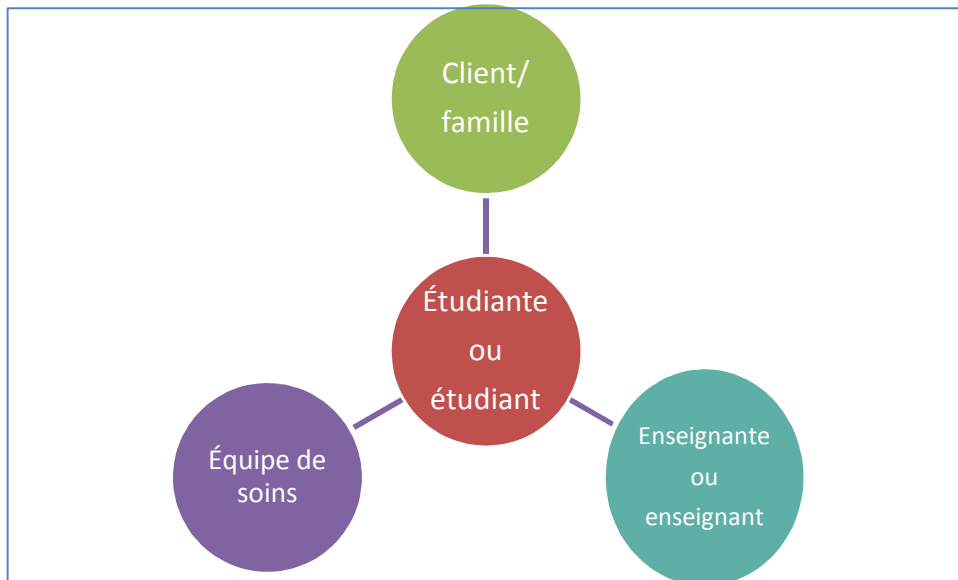 Client/
famille
Étudiante
ou
étudiant
Équipe de
soins
Enseignante
ou
enseignant